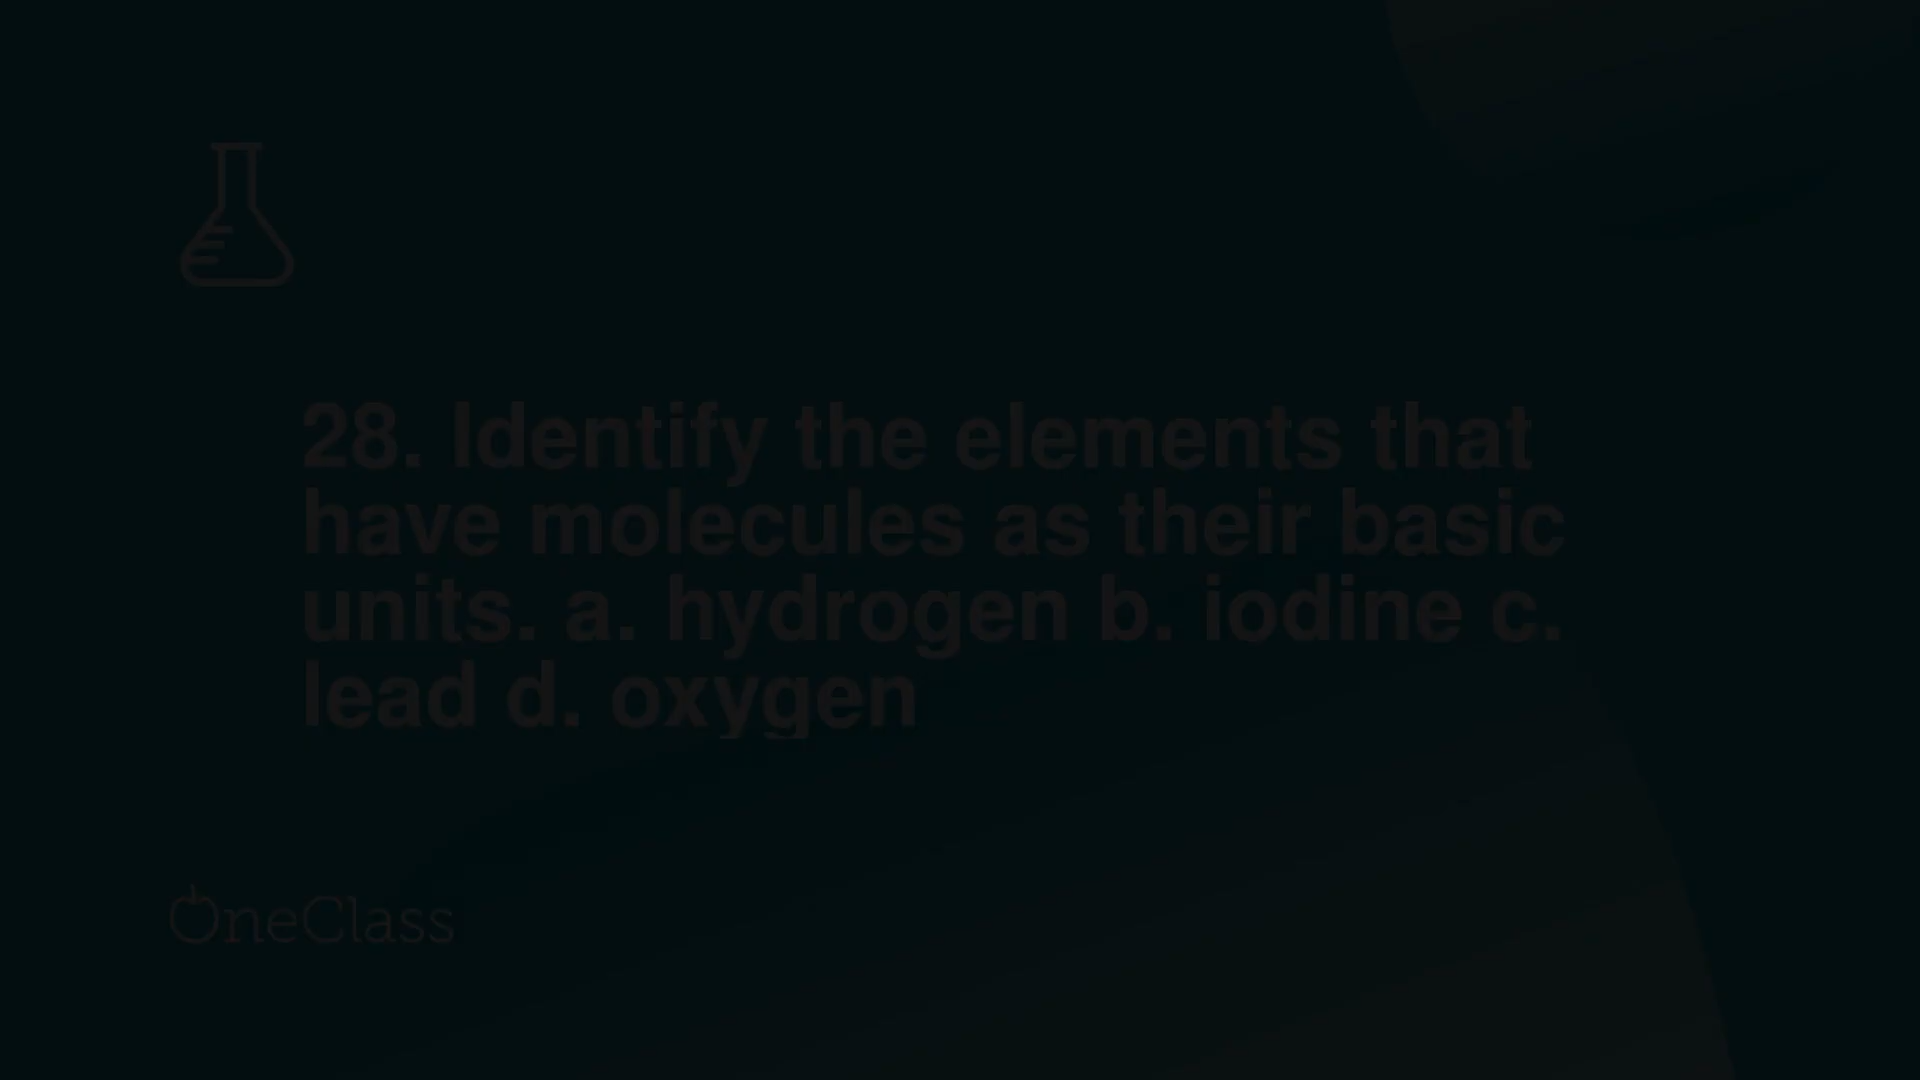 28. Identify the elements that
have molecules as their basic
units. a. hydrogen b. iodine c.
lead d. oxygen
OneClass